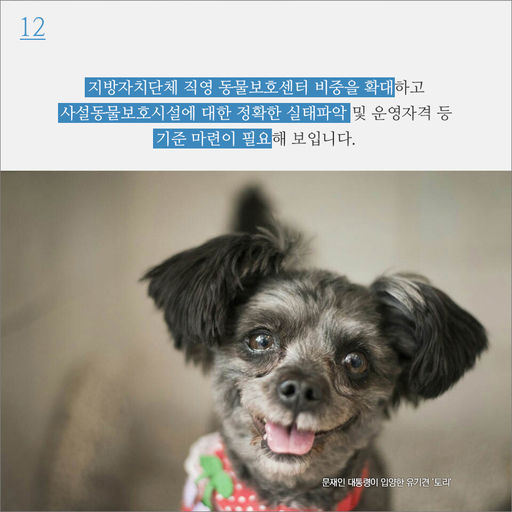 12
지방자치단체 직영 동물보호센터 비중을 확대하고
사설동물보호시설에 대한 정확한 실태파악 및 운영자격 등
기준 마련이 필요해 보입니다.
문재인 대통령이 입양한 유기견 '토리'